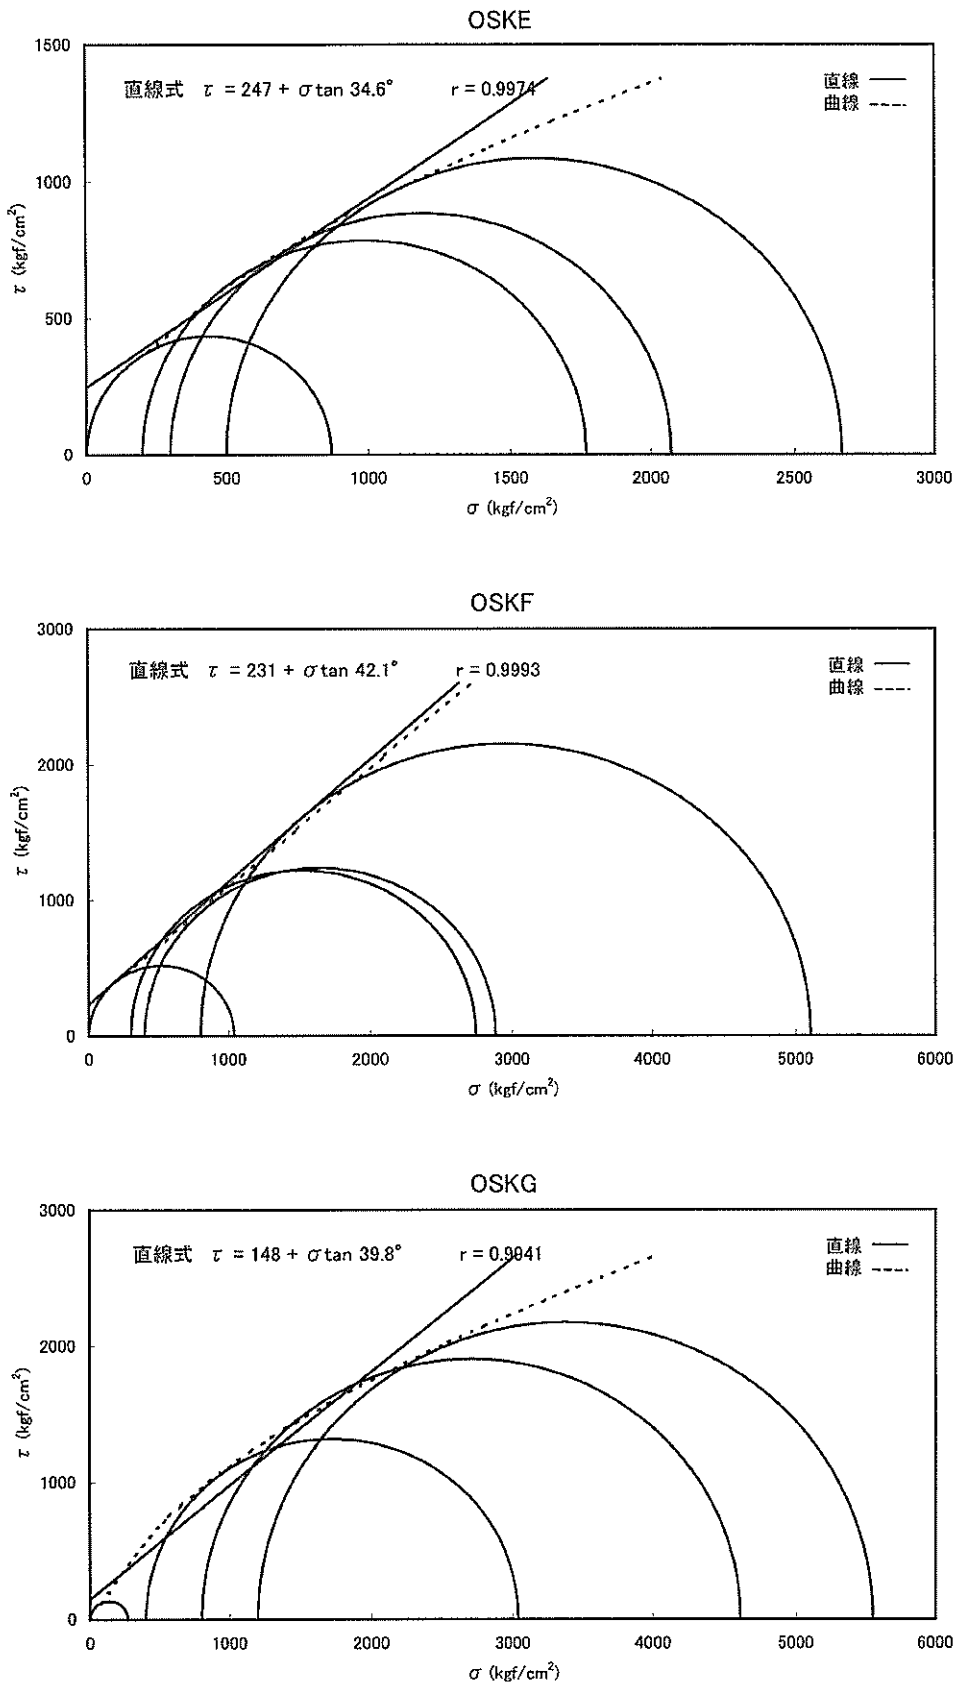 OSKE
1500
直線式 τ = 247 + σ tan 34.6° r = 0.9974
直線
曲線
1000
τ (kgf/cm²)
500
0
0 500 1000 1500 2000 2500 3000
σ (kgf/cm²)
OSKF
3000
直線式 τ = 231 + σ tan 42.1° r = 0.9993
直線
曲線
2000
τ (kgf/cm²)
1000
0
0 1000 2000 3000 4000 5000 6000
σ (kgf/cm²)
OSKG
3000
直線式 τ = 148 + σ tan 39.8° r = 0.9941
直線
曲線
2000
τ (kgf/cm²)
1000
0
0 1000 2000 3000 4000 5000 6000
σ (kgf/cm²)